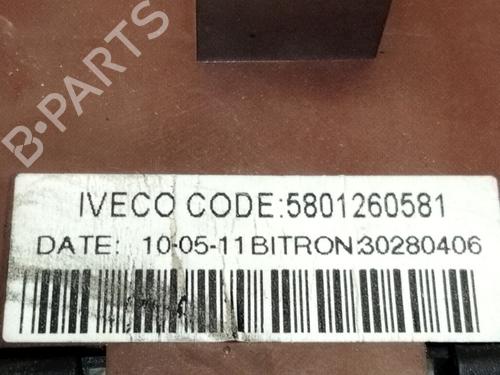 B-PARTS
IVECO CODE:5801260581
DATE: 10-05-11 BITRON:30280406